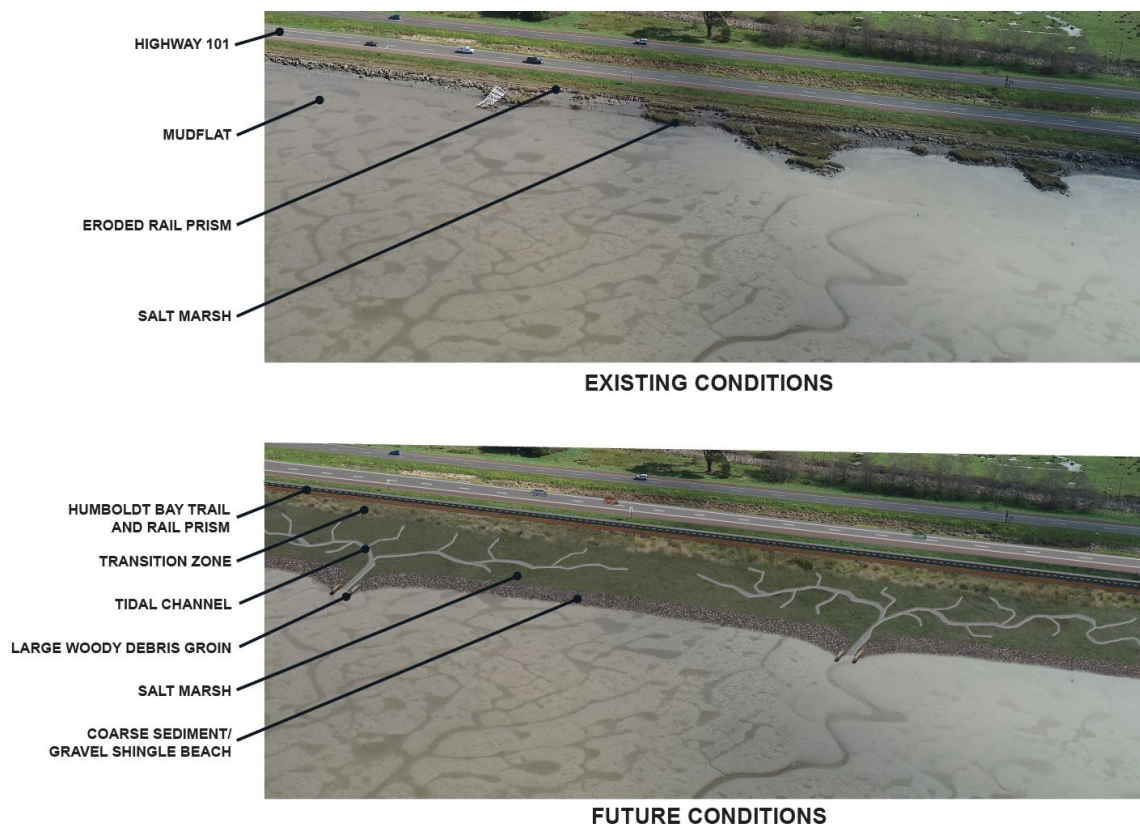 HIGHWAY 101
MUDFLAT
ERODED RAIL PRISM
SALT MARSH
EXISTING CONDITIONS
HUMBOLDT BAY TRAIL
AND RAIL PRISM
TRANSITION ZONE
TIDAL CHANNEL
LARGE WOODY DEBRIS GROIN
SALT MARSH
COARSE SEDIMENT/
GRAVEL SHINGLE BEACH
FUTURE CONDITIONS